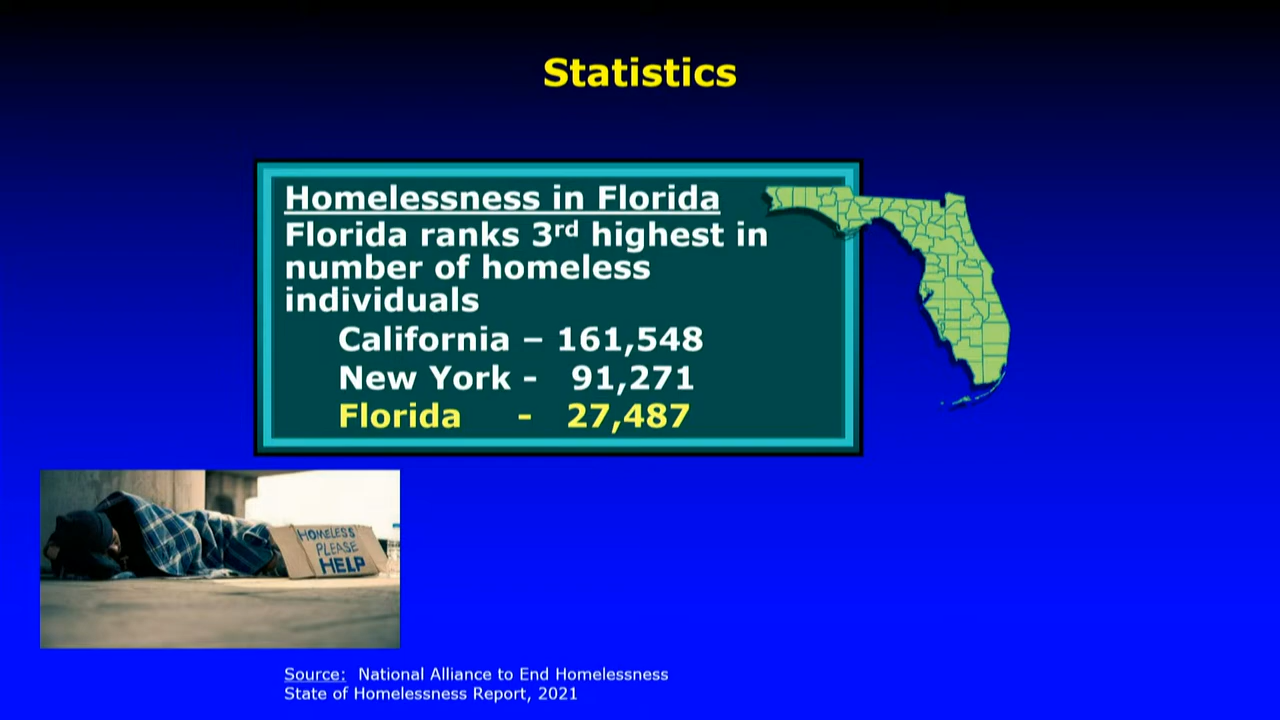 Statistics
Homelessness in Florida
Florida ranks 3rd highest in
number of homeless
individuals
California – 161,548
New York - 91,271
Florida - 27,487
HOMELESS
PLEASE
HELP
Source: National Alliance to End Homelessness
State of Homelessness Report, 2021